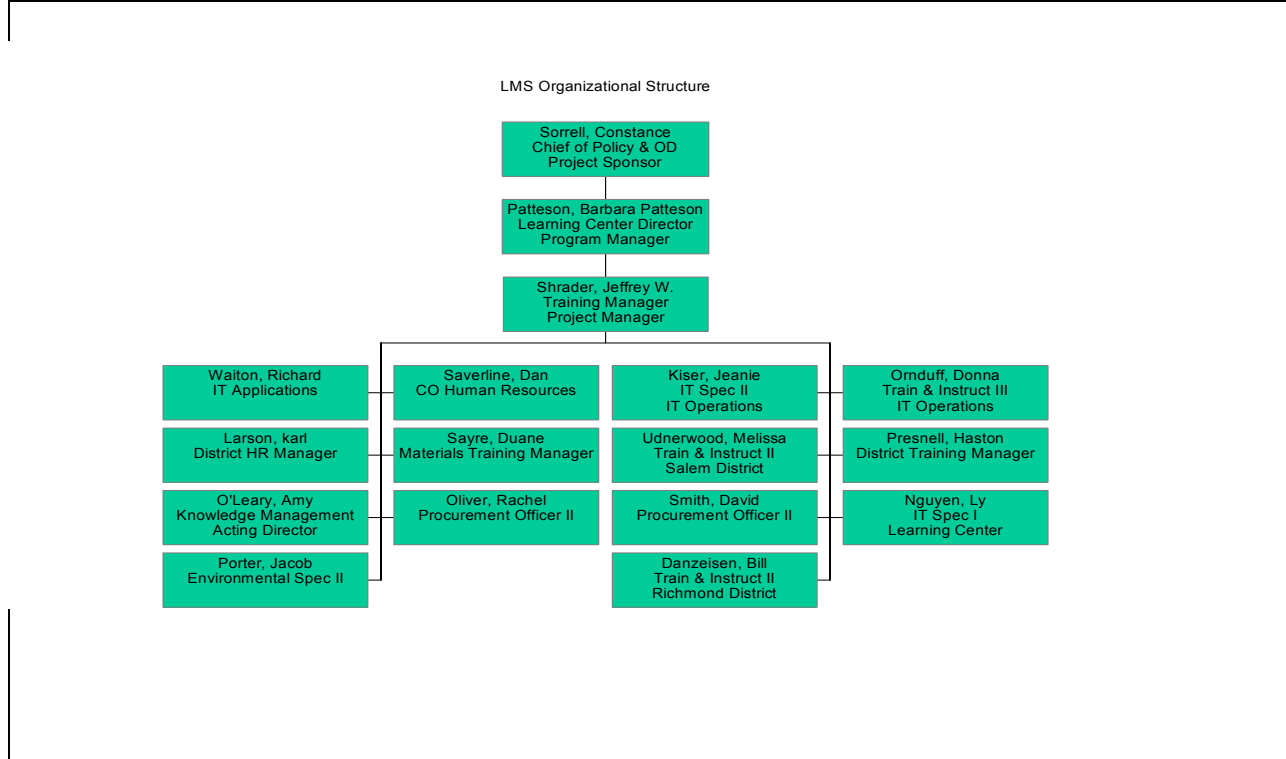 LMS Organizational Structure
Sorrell, Constance
Chief of Policy & OD
Project Sponsor
Patteson, Barbara Patteson
Learning Center Director
Program Manager
Shrader, Jeffrey W.
Training Manager
Project Manager
Waiton, Richard
IT Applications
Saverline, Dan
CO Human Resources
Kiser, Jeanie
IT Spec II
IT Operations
Ornduff, Donna
Train & Instruct III
IT Operations
Larson, karl
District HR Manager
Sayre, Duane
Materials Training Manager
Udnerwood, Melissa
Train & Instruct II
Salem District
Presnell, Haston
District Training Manager
O'Leary, Amy
Knowledge Management
Acting Director
Oliver, Rachel
Procurement Officer II
Smith, David
Procurement Officer II
Nguyen, Ly
IT Spec I
Learning Center
Porter, Jacob
Environmental Spec II
Danzeisen, Bill
Train & Instruct II
Richmond District